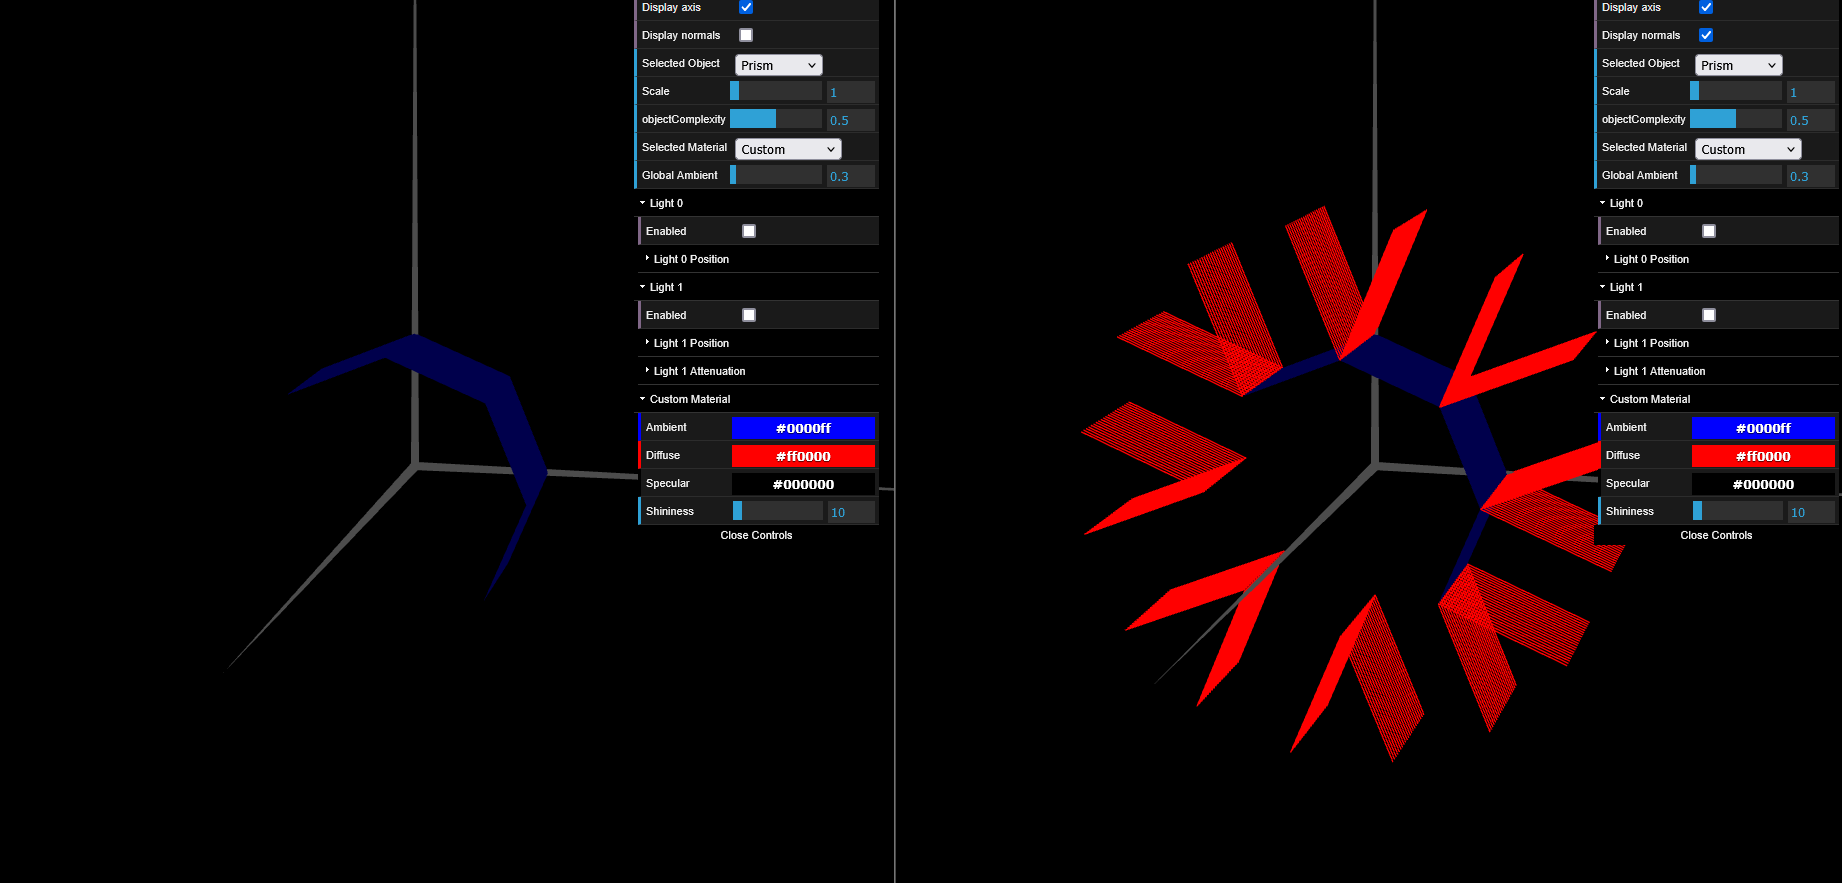 Display axis
Display normals
Selected Object Prism
Scale 1
objectComplexity 0.5
Selected Material Custom
Global Ambient 0.3
Light 0
Enabled
Light 0 Position
Light 1
Enabled
Light 1 Position
Light 1 Attenuation
Custom Material
Ambient #0000ff
Diffuse #ff0000
Specular #000000
Shininess 10
Close Controls
Display axis
Display normals
Selected Object Prism
Scale 1
objectComplexity 0.5
Selected Material Custom
Global Ambient 0.3
Light 0
Enabled
Light 0 Position
Light 1
Enabled
Light 1 Position
Light 1 Attenuation
Custom Material
Ambient #0000ff
Diffuse #ff0000
Specular #000000
Shininess 10
Close Controls